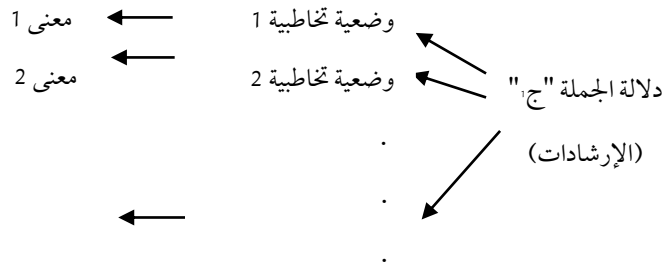 وضعية تخاطبية 1 معنى 1
وضعية تخاطبية 2 معنى 2
دلالة الجملة "ج1"
(الإرشادات)
.
.
.